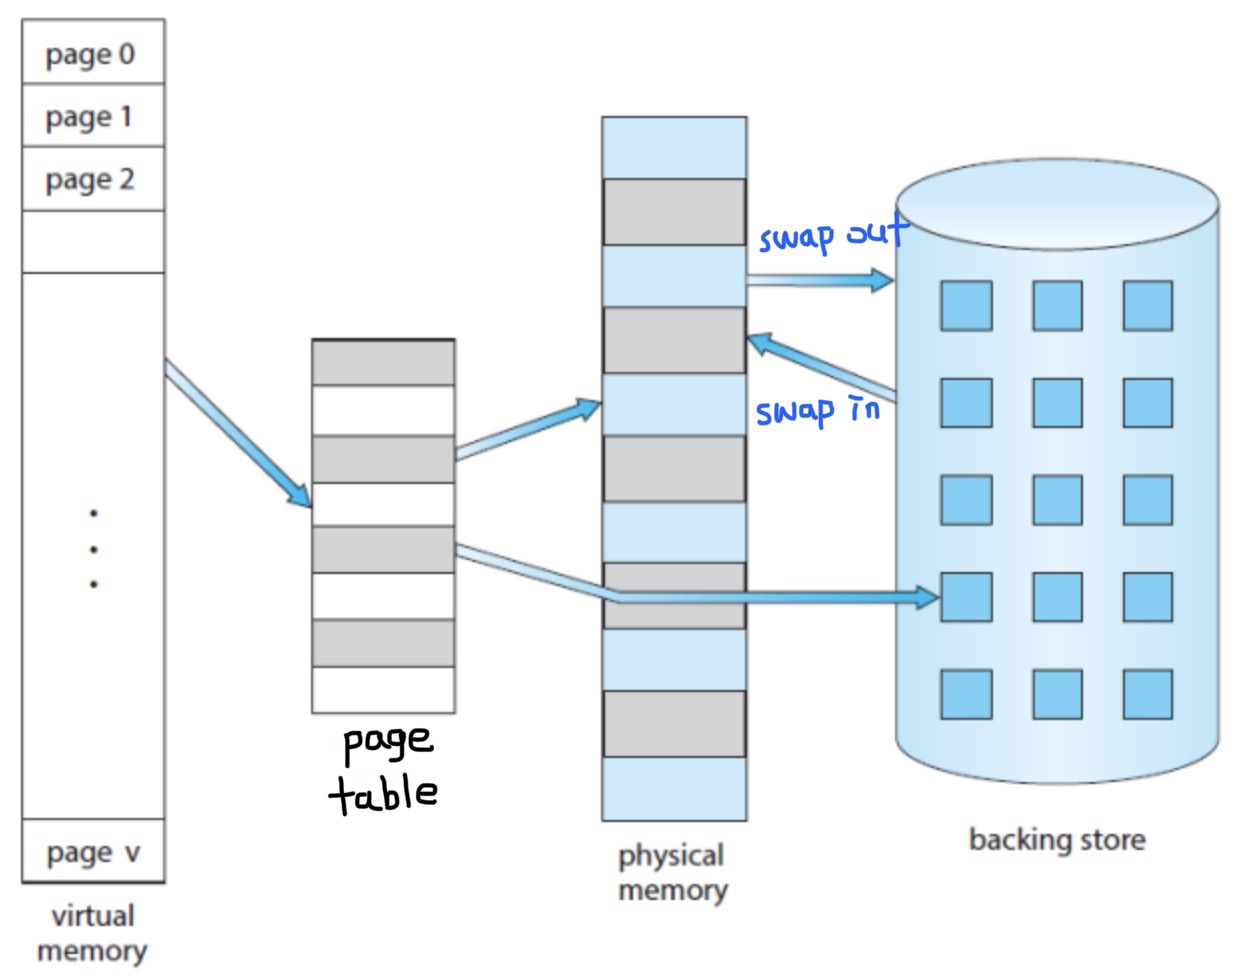 page 0
page 1
page 2
page v
virtual
memory
page
table
physical
memory
swap out
swap in
backing store